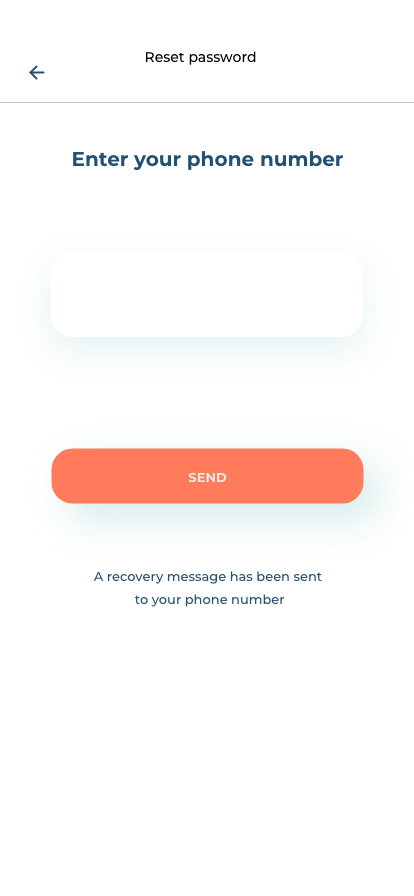 Reset password
Enter your phone number
SEND
A recovery message has been sent
to your phone number